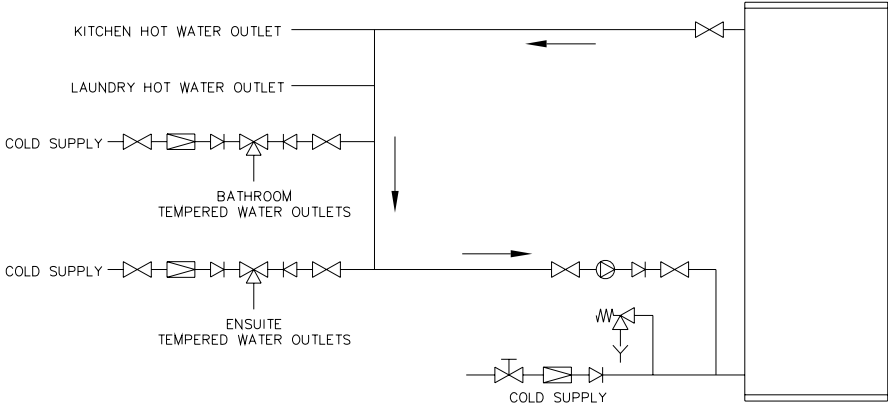 KITCHEN HOT WATER OUTLET
LAUNDRY HOT WATER OUTLET
COLD SUPPLY
BATHROOM
TEMPERED WATER OUTLETS
COLD SUPPLY
ENSUITE
TEMPERED WATER OUTLETS
COLD SUPPLY